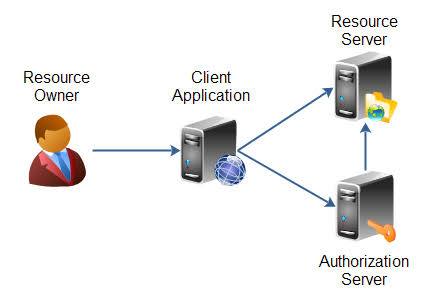 Resource
Owner
Client
Application
Resource
Server
Authorization
Server